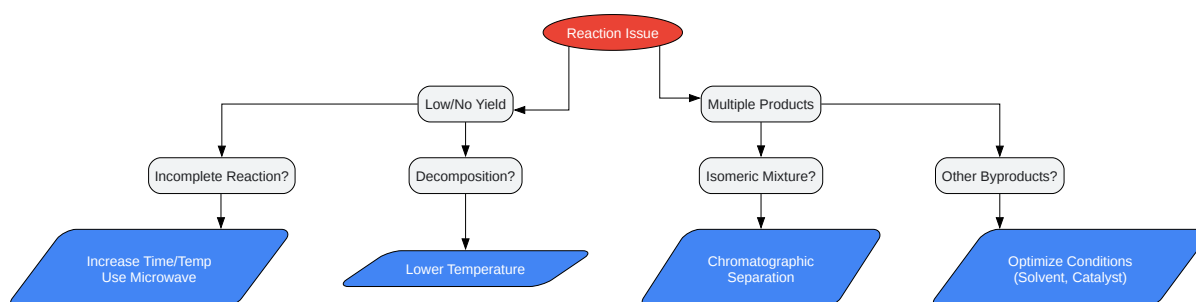 Reaction Issue
Low/No Yield
Multiple Products
Incomplete Reaction?
Decomposition?
Isomeric Mixture?
Other Byproducts?
Increase Time/Temp
Use Microwave
Lower Temperature
Chromatographic
Separation
Optimize Conditions
(Solvent, Catalyst)